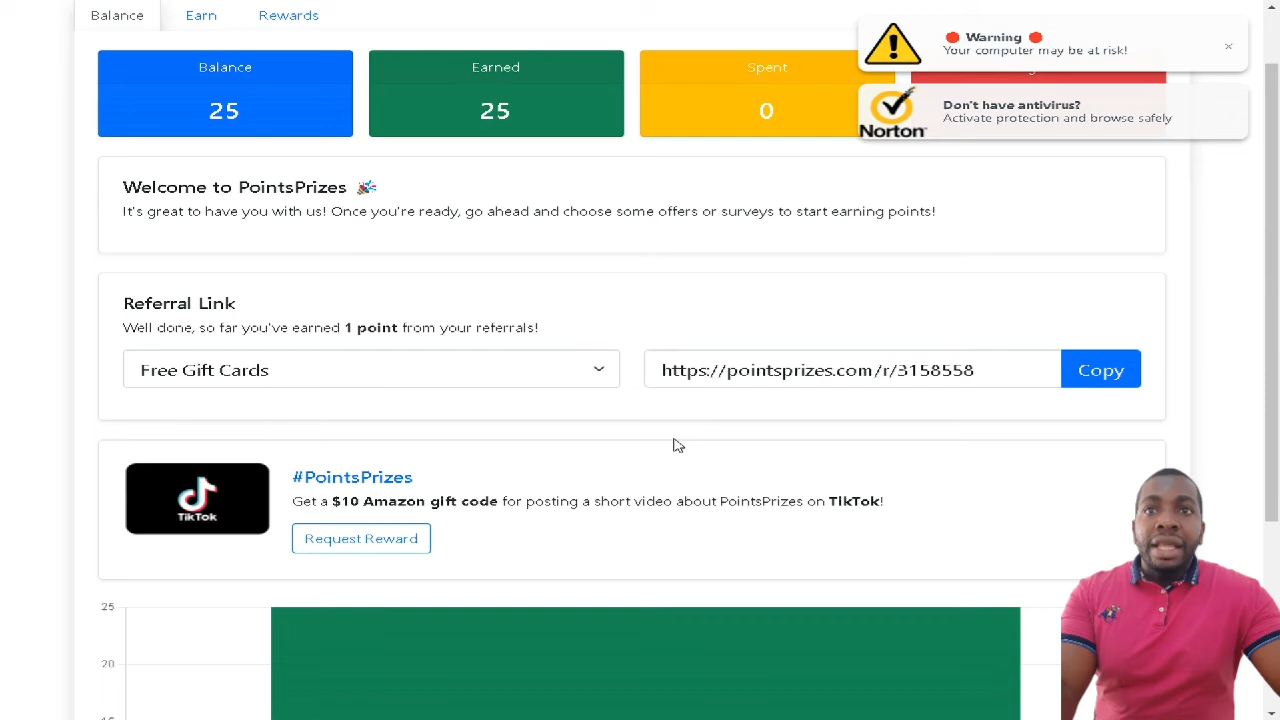 Balance Earn Rewards
🔴 Warning 🔴
Your computer may be at risk!
Don't have antivirus?
Activate protection and browse safely
Norton
Balance
25
Earned
25
Spent
0
Welcome to PointsPrizes 🎉
It's great to have you with us! Once you're ready, go ahead and choose some offers or surveys to start earning points!
Referral Link
Well done, so far you've earned 1 point from your referrals!
Free Gift Cards
https://pointsprizes.com/r/3158558
Copy
TikTok
#PointsPrizes
Get a $10 Amazon gift code for posting a short video about PointsPrizes on TikTok!
Request Reward
25
20